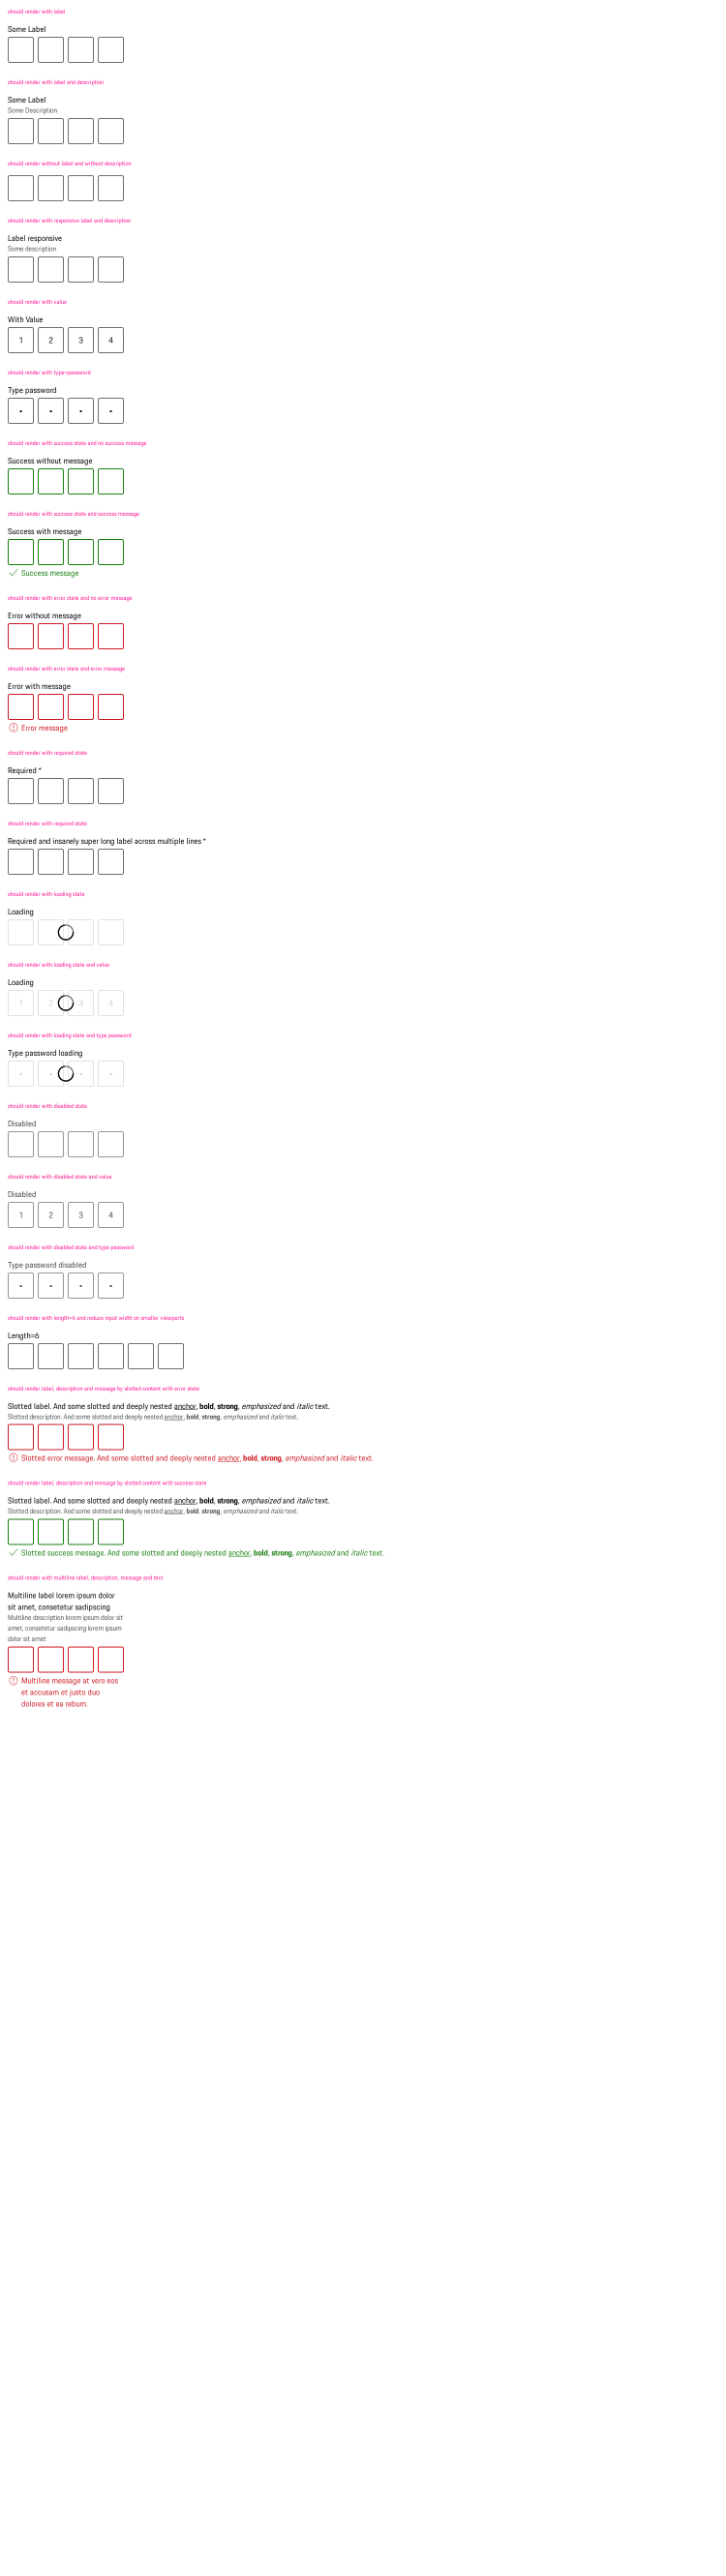 should render with label
Some Label
should render with label and description
Some Label
Some Description
should render without label and without description
should render with responsive label and description
Label responsive
Some description
should render with value
With Value
1 2 3 4
should render with type=password
Type password
• • • •
should render with success state and no success message
Success without message
should render with success state and success message
Success with message
Success message
should render with error state and no error message
Error without message
should render with error state and error message
Error with message
Error message
should render with required state
Required *
should render with required state
Required and insanely super long label across multiple lines *
should render with loading state
Loading
should render with loading state and value
Loading
1 2 3 4
should render with loading state and type password
Type password loading
• • • •
should render with disabled state
Disabled
should render with disabled state and value
Disabled
1 2 3 4
should render with disabled state and type password
Type password disabled
• • • •
should render with length=6 and reduce input width on smaller viewports
Length=6
should render label, description and message by slotted content with error state
Slotted label. And some slotted and deeply nested anchor, bold, strong, emphasized and italic text.
Slotted description. And some slotted and deeply nested anchor, bold, strong, emphasized and italic text.
Slotted error message. And some slotted and deeply nested anchor, bold, strong, emphasized and italic text.
should render label, description and message by slotted content with success state
Slotted label. And some slotted and deeply nested anchor, bold, strong, emphasized and italic text.
Slotted description. And some slotted and deeply nested anchor, bold, strong, emphasized and italic text.
Slotted success message. And some slotted and deeply nested anchor, bold, strong, emphasized and italic text.
should render with multiline label, description, message and text
Multiline label lorem ipsum dolor
sit amet, consetetur sadipscing
Multiline description lorem ipsum dolor sit
amet, consetetur sadipscing lorem ipsum
dolor sit amet
Multiline message at vero eos
et accusam et justo duo
dolores et ea rebum.